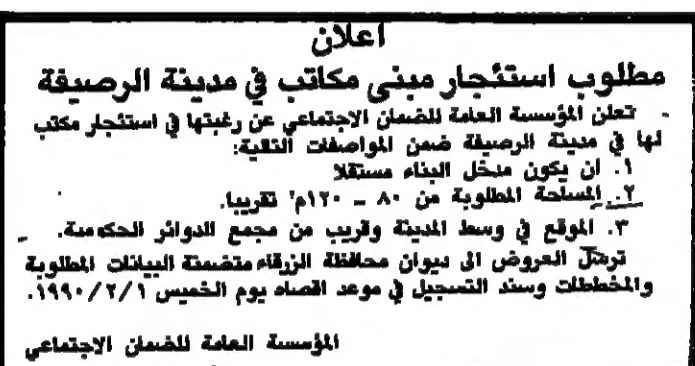 اعلان
مطلوب استئجار مبنى مكاتب في مدينة الرصيفة
تعلن المؤسسة العامة للضمان الاجتماعي عن رغبتها في استئجار مكتب
لها في مدينة الرصيفة ضمن المواصفات التالية:
١. ان يكون مدخل البناء مستقلا
٢. المساحة المطلوبة من ٨٠ - ١٢٠م٢ تقريبا.
٣. الموقع في وسط المدينة وقريب من مجمع الدوائر الحكومية.
ترسل العروض الى ديوان محافظة الزرقاء متضمنة البيانات المطلوبة
والمخططات وسند التسجيل في موعد اقصاه يوم الخميس ١٩٩٠/٢/١.
المؤسسة العامة للضمان الاجتماعي